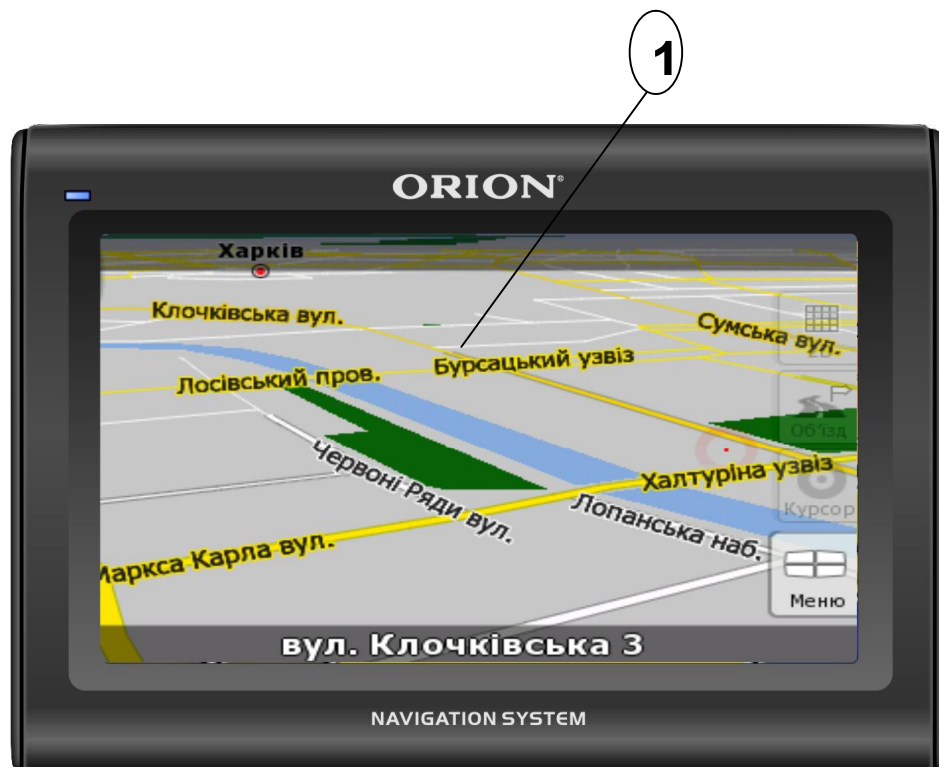 1
ORION®
Харків
Клочківська вул.
Сумська вул.
2D
Бурсацький узвіз
Лосівський пров.
Об'їзд
Халтуріна узвіз
Червоні Ряди вул.
Лопанська наб.
Курсор
Маркса Карла вул.
Меню
вул. Клочківська 3
NAVIGATION SYSTEM